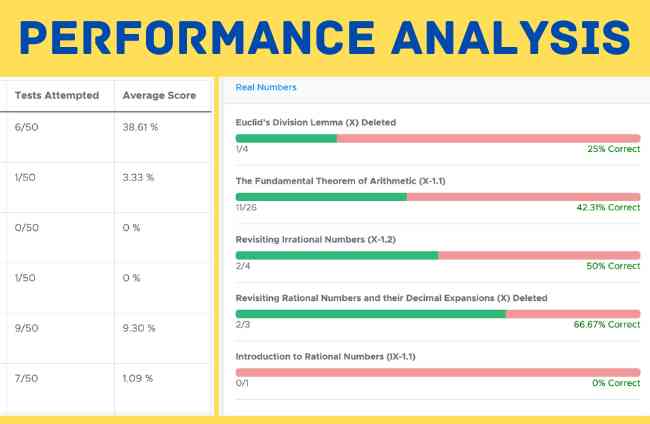 PERFORMANCE ANALYSIS
Tests Attempted Average Score
6/50 38.61 %
1/50 3.33 %
0/50 0 %
1/50 0 %
9/50 9.30 %
7/50 1.09 %
Real Numbers
Euclid's Division Lemma (X) Deleted
1/4 25% Correct
The Fundamental Theorem of Arithmetic (X-1.1)
11/26 42.31% Correct
Revisiting Irrational Numbers (X-1.2)
2/4 50% Correct
Revisiting Rational Numbers and their Decimal Expansions (X) Deleted
2/3 66.67% Correct
Introduction to Rational Numbers (IX-1.1)
0/1 0% Correct